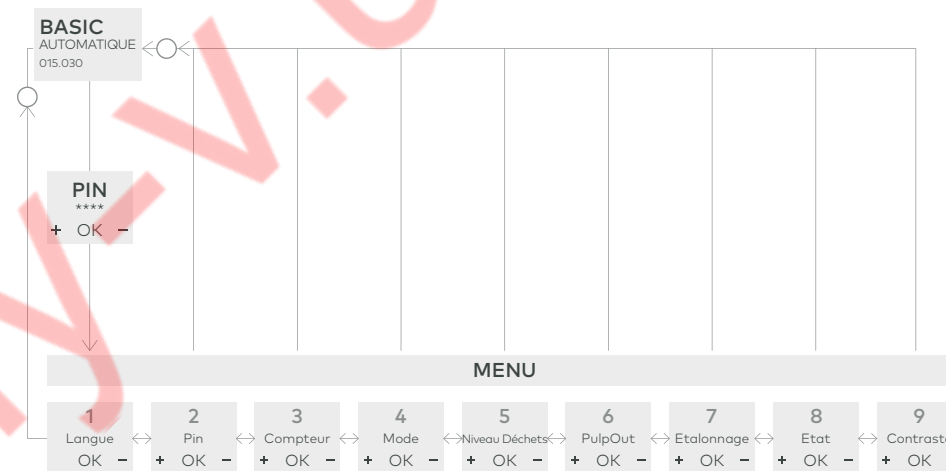 BASIC
AUTOMATIQUE
015.030
PIN
****
+ OK −
MENU
1 2 3 4 5 6 7 8 9
Langue Pin Compteur Mode Niveau Déchets PulpOut Etalonnage Etat Contraste
OK − + OK − + OK − + OK − + OK − + OK − + OK − + OK − + OK